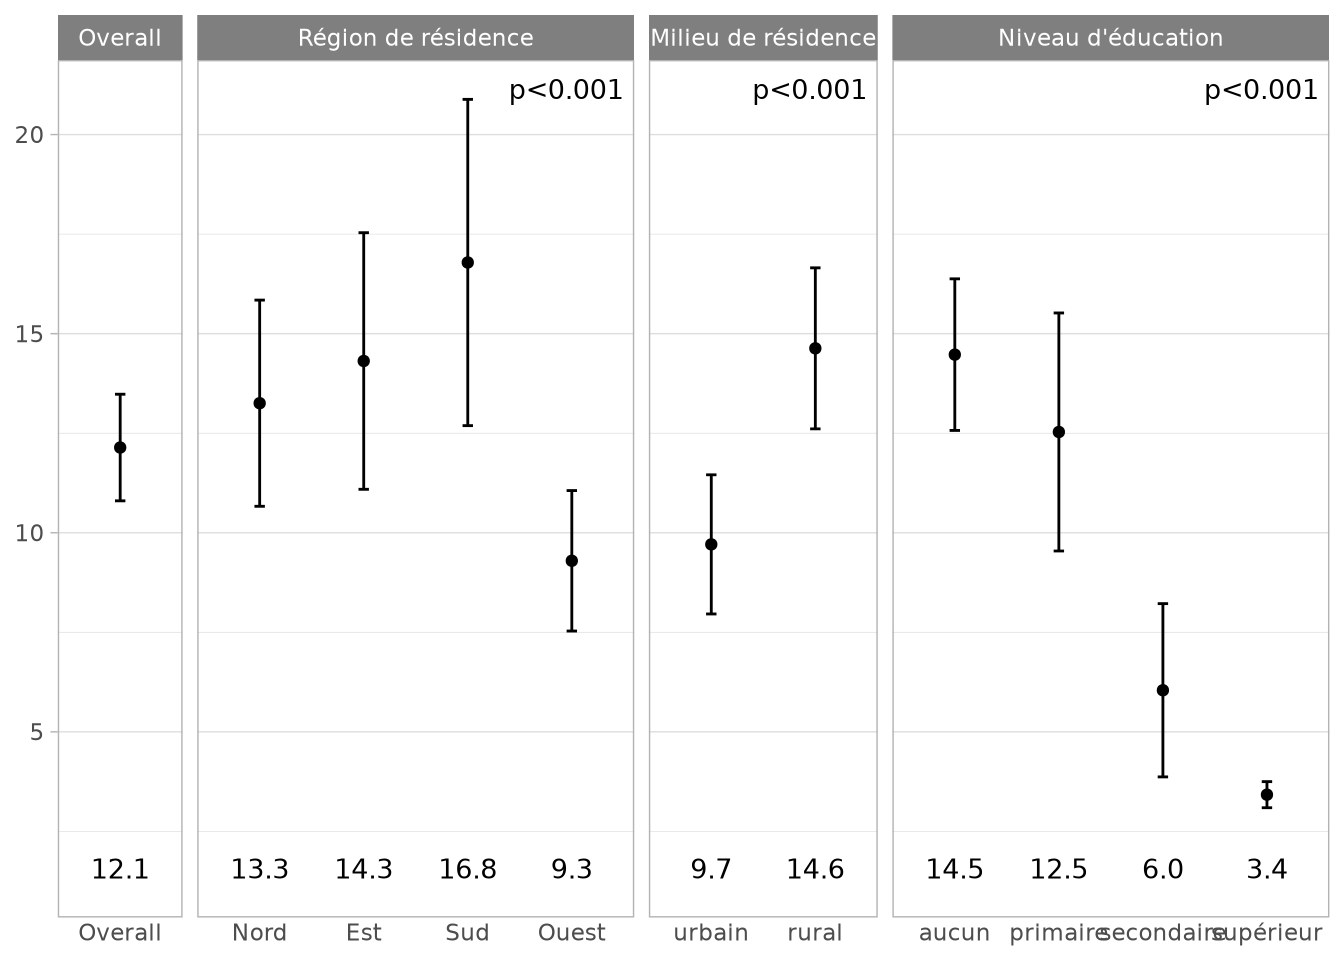 Overall Région de résidence Milieu de résidence Niveau d'éducation
p<0.001 p<0.001 p<0.001
20
15
10
5
12.1 13.3 14.3 16.8 9.3 9.7 14.6 14.5 12.5 6.0 3.4
Overall Nord Est Sud Ouest urbain rural aucun primaire secondaire supérieur